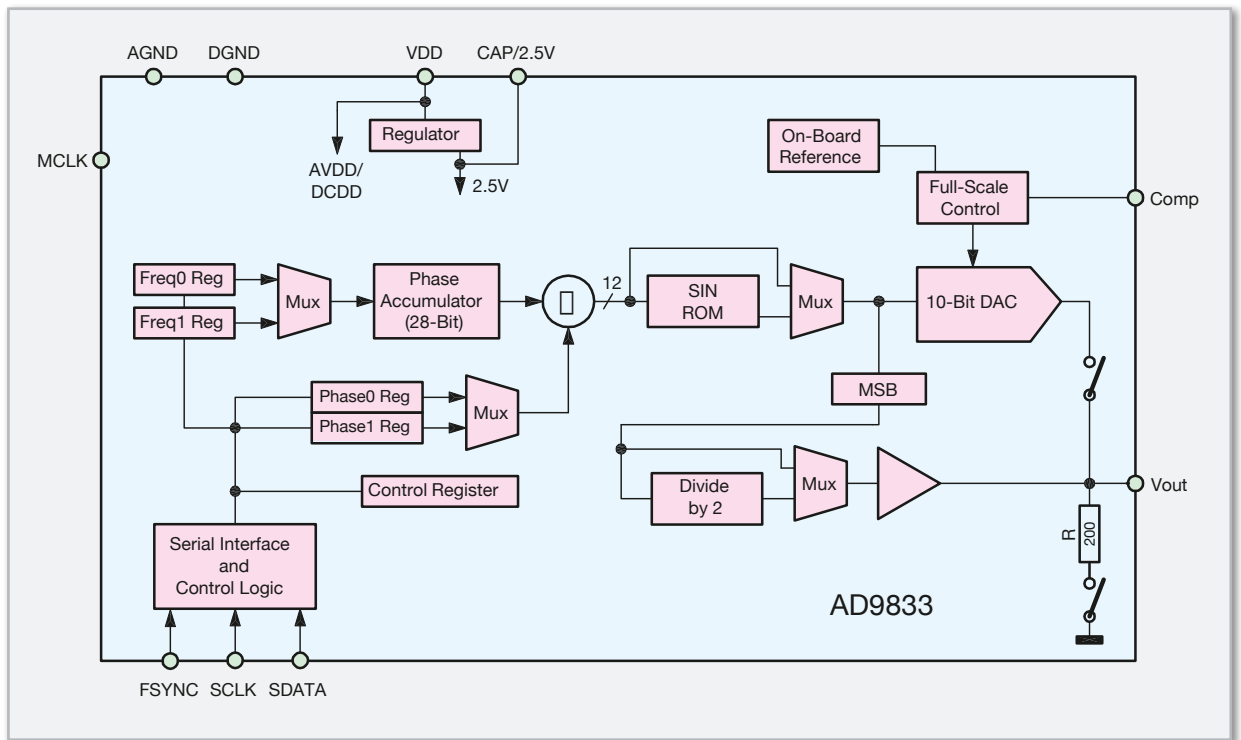 AGND
DGND
VDD
CAP/2.5V
MCLK
Regulator
AVDD/
DCDD
2.5V
On-Board
Reference
Full-Scale
Control
Comp
Freq0 Reg
Freq1 Reg
Mux
Phase
Accumulator
(28-Bit)
12
SIN
ROM
Mux
10-Bit DAC
Phase0 Reg
Phase1 Reg
Mux
MSB
Control Register
Divide
by 2
Mux
Vout
R
200
Serial Interface
and
Control Logic
AD9833
FSYNC
SCLK
SDATA